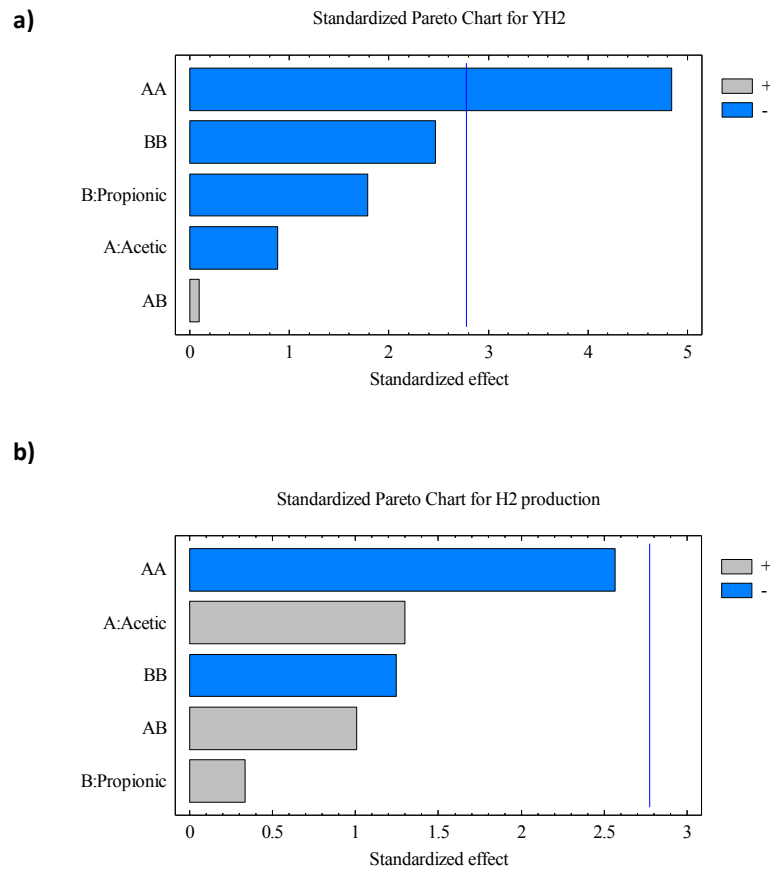 a)
Standardized Pareto Chart for YH2
AA
BB
B:Propionic
A:Acetic
AB
+
-
0 1 2 3 4 5
Standardized effect
b)
Standardized Pareto Chart for H2 production
AA
A:Acetic
BB
AB
B:Propionic
+
-
0 0.5 1 1.5 2 2.5 3
Standardized effect